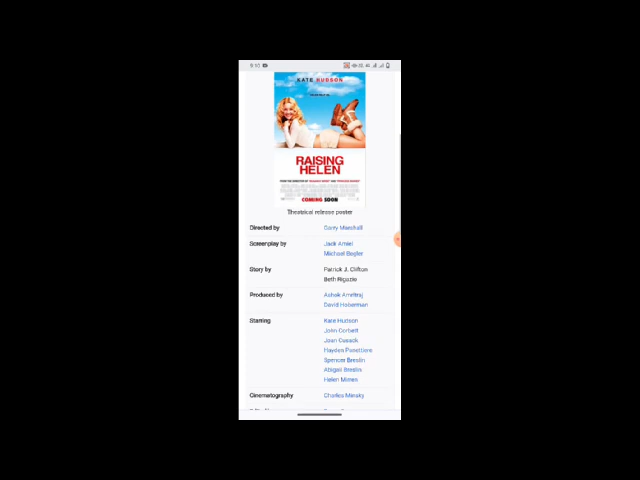 9:10
KATE HUDSON
RAISING
HELEN
COMING SOON
Theatrical release poster
Directed by
Garry Marshall
Screenplay by
Jack Amiel
Michael Begler
Story by
Patrick J. Clifton
Beth Rigazio
Produced by
Ashok Amritraj
David Hoberman
Starring
Kate Hudson
John Corbett
Joan Cusack
Hayden Panettiere
Spencer Breslin
Abigail Breslin
Helen Mirren
Cinematography
Charles Minsky